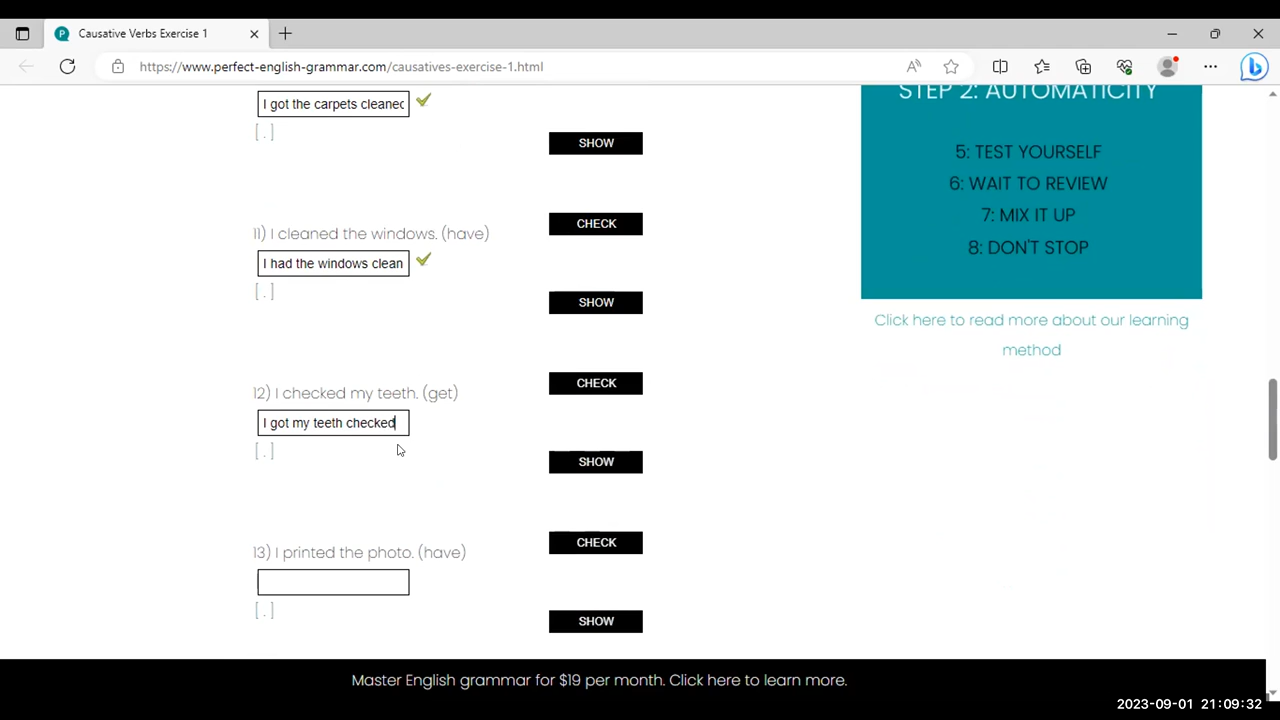 Causative Verbs Exercise 1
https://www.perfect-english-grammar.com/causatives-exercise-1.html
I got the carpets cleaned
[ . ]
SHOW
CHECK
11) I cleaned the windows. (have)
I had the windows clean
[ . ]
SHOW
CHECK
12) I checked my teeth. (get)
I got my teeth checked
[ . ]
SHOW
CHECK
13) I printed the photo. (have)
[ . ]
SHOW
STEP 2: AUTOMATICITY
5: TEST YOURSELF
6: WAIT TO REVIEW
7: MIX IT UP
8: DON'T STOP
Click here to read more about our learning
method
Master English grammar for $19 per month. Click here to learn more.
2023-09-01 21:09:32